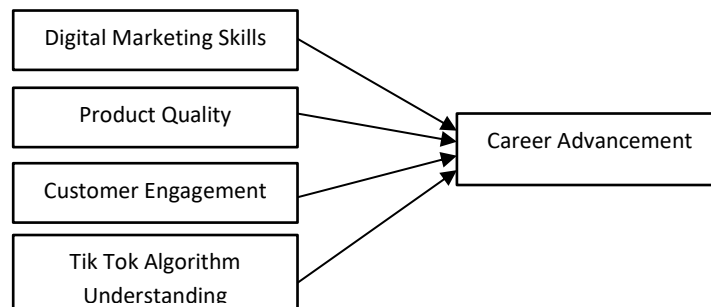 Digital Marketing Skills
Product Quality
Career Advancement
Customer Engagement
Tik Tok Algorithm
Understanding